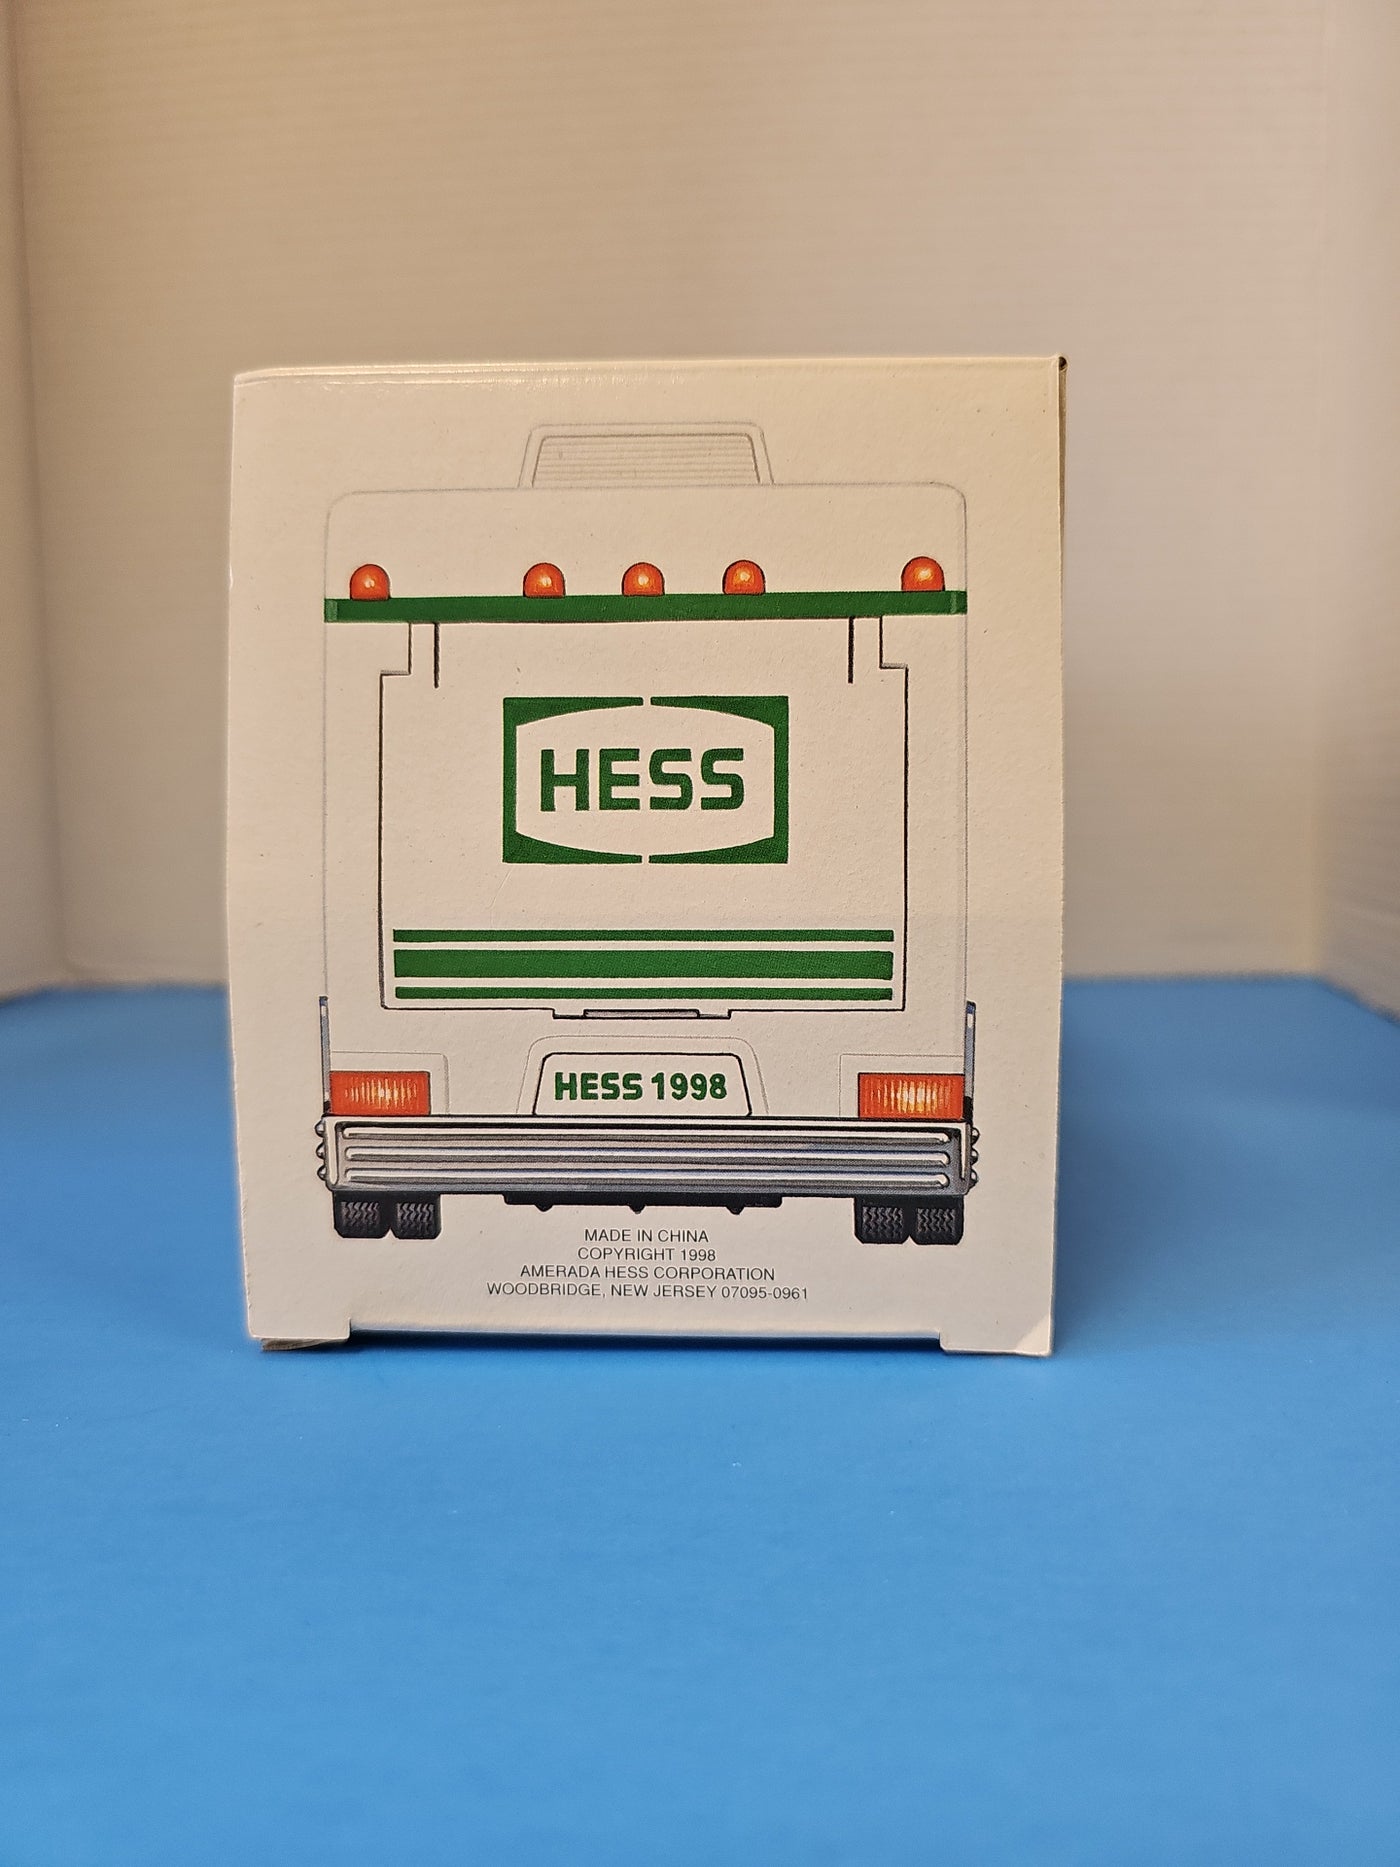 HESS
HESS 1998
MADE IN CHINA
COPYRIGHT 1998
AMERADA HESS CORPORATION
WOODBRIDGE, NEW JERSEY 07095-0961